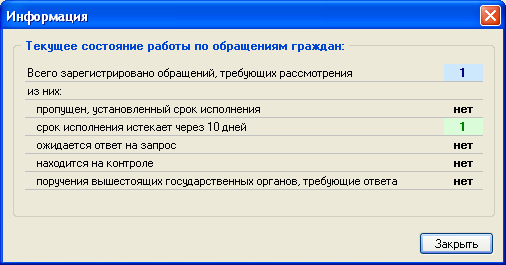 Информация
Текущее состояние работы по обращениям граждан:
Всего зарегистрировано обращений, требующих рассмотрения 1
из них:
пропущен, установленный срок исполнения нет
срок исполнения истекает через 10 дней 1
ожидается ответ на запрос нет
находится на контроле нет
поручения вышестоящих государственных органов, требующие ответа нет
Закрыть